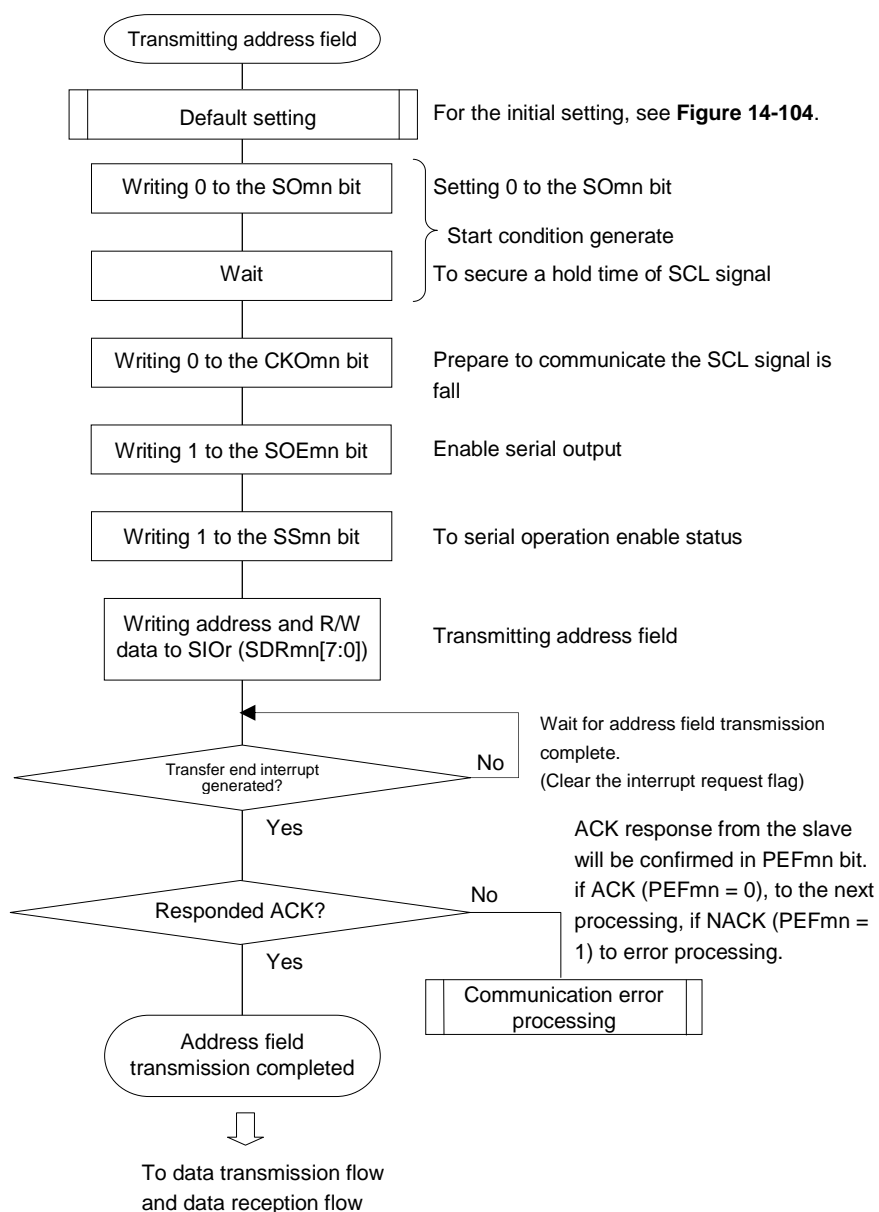 Transmitting address field
Default setting
For the initial setting, see Figure 14-104.
Writing 0 to the SOmn bit
Setting 0 to the SOmn bit
Start condition generate
Wait
To secure a hold time of SCL signal
Writing 0 to the CKOmn bit
Prepare to communicate the SCL signal is
fall
Writing 1 to the SOEmn bit
Enable serial output
Writing 1 to the SSmn bit
To serial operation enable status
Writing address and R/W
data to SIOr (SDRmn[7:0])
Transmitting address field
Wait for address field transmission
complete.
(Clear the interrupt request flag)
Transfer end interrupt
generated?
No
Yes
ACK response from the slave
will be confirmed in PEFmn bit.
if ACK (PEFmn = 0), to the next
processing, if NACK (PEFmn =
1) to error processing.
Responded ACK?
No
Yes
Communication error
processing
Address field
transmission completed
To data transmission flow
and data reception flow